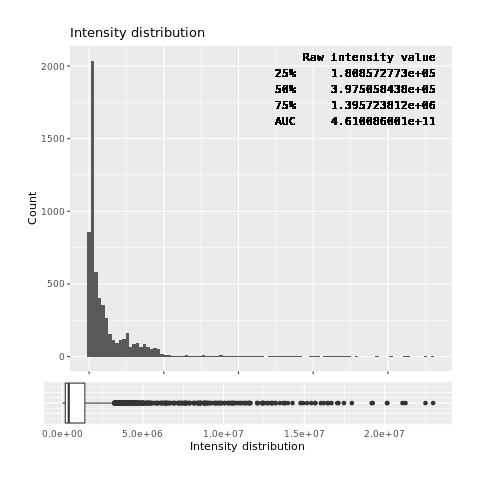 Intensity distribution
Raw intensity value
25% 1.808572773e+05
50% 3.975058438e+05
75% 1.395723812e+06
AUC 4.610086001e+11
2000
1500
1000
500
0
Count
0.0e+00 5.0e+06 1.0e+07 1.5e+07 2.0e+07
Intensity distribution